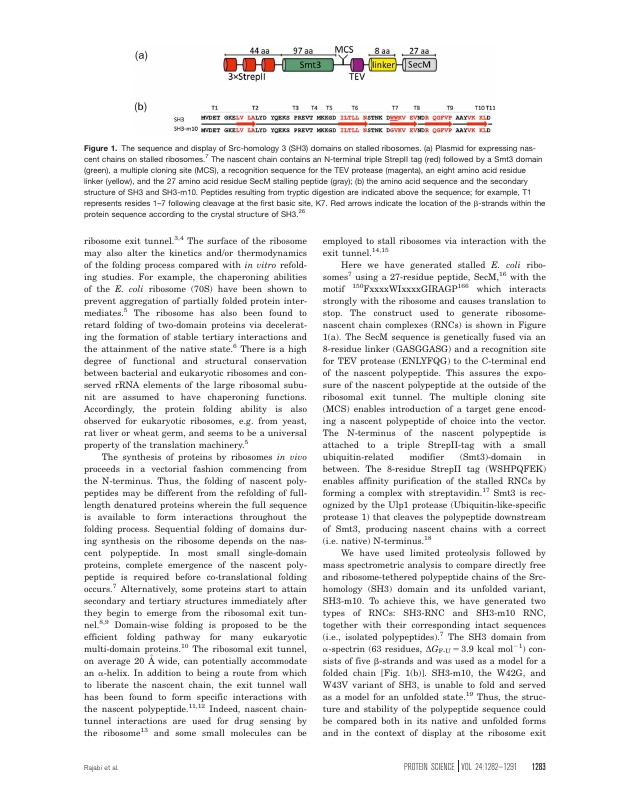 (a)
44 aa
97 aa
MCS
8 aa
27 aa
Smt3
linker
SecM
3×StrepII
TEV
(b)
T1 T2 T3 T4 T5 T6 T7 T8 T9 T10 T11
SH3 MVDET GKELV LALYD YQEKS PREVT MKKGD ILTLL NSTNK DWWKV EVNDR QGFVP AAYVK KLD
SH3-m10 MVDET GKELV LALYD YQEKS PREVT MKKGD ILTLL NSTNK
Figure 1. The sequence and display of Src-homology 3 (SH3) domains on stalled ribosomes. (a) Plasmid for expressing nas-
cent chains on stalled ribosomes.7 The nascent chain contains an N-terminal triple StrepII tag (red) followed by a Smt3 domain
(green), a multiple cloning site (MCS), a recognition sequence for the TEV protease (magenta), an eight amino acid residue
linker (yellow), and the 27 amino acid residue SecM stalling peptide (gray); (b) the amino acid sequence and the secondary
structure of SH3 and SH3-m10. Peptides resulting from tryptic digestion are indicated above the sequence; for example, T1
represents resides 1–7 following cleavage at the first basic site, K7. Red arrows indicate the location of the β-strands within the
protein sequence according to the crystal structure of SH3.26
ribosome exit tunnel.3,4 The surface of the ribosome
may also alter the kinetics and/or thermodynamics
of the folding process compared with in vitro refold-
ing studies. For example, the chaperoning abilities
of the E. coli ribosome (70S) have been shown to
prevent aggregation of partially folded protein inter-
mediates.5 The ribosome has also been found to
retard folding of two-domain proteins via decelerat-
ing the formation of stable tertiary interactions and
the attainment of the native state.6 There is a high
degree of functional and structural conservation
between bacterial and eukaryotic ribosomes and con-
served rRNA elements of the large ribosomal subu-
nit are assumed to have chaperoning functions.
Accordingly, the protein folding ability is also
observed for eukaryotic ribosomes, e.g. from yeast,
rat liver or wheat germ, and seems to be a universal
property of the translation machinery.5
The synthesis of proteins by ribosomes in vivo
proceeds in a vectorial fashion commencing from
the N-terminus. Thus, the folding of nascent poly-
peptides may be different from the refolding of full-
length denatured proteins wherein the full sequence
is available to form interactions throughout the
folding process. Sequential folding of domains dur-
ing synthesis on the ribosome depends on the nas-
cent polypeptide. In most small single-domain
proteins, complete emergence of the nascent poly-
peptide is required before co-translational folding
occurs.7 Alternatively, some proteins start to attain
secondary and tertiary structures immediately after
they begin to emerge from the ribosomal exit tun-
nel.8,9 Domain-wise folding is proposed to be the
efficient folding pathway for many eukaryotic
multi-domain proteins.10 The ribosomal exit tunnel,
on average 20 Å wide, can potentially accommodate
an α-helix. In addition to being a route from which
to liberate the nascent chain, the exit tunnel wall
has been found to form specific interactions with
the nascent polypeptide.11,12 Indeed, nascent chain-
tunnel interactions are used for drug sensing by
the ribosome13 and some small molecules can be
employed to stall ribosomes via interaction with the
exit tunnel.14,15
Here we have generated stalled E. coli ribo-
somes7 using a 27-residue peptide, SecM,16 with the
motif 150FxxxxWIxxxxGIRAGP166 which interacts
strongly with the ribosome and causes translation to
stop. The construct used to generate ribosome-
nascent chain complexes (RNCs) is shown in Figure
1(a). The SecM sequence is genetically fused via an
8-residue linker (GASGGASG) and a recognition site
for TEV protease (ENLYFQG) to the C-terminal end
of the nascent polypeptide. This assures the expo-
sure of the nascent polypeptide at the outside of the
ribosomal exit tunnel. The multiple cloning site
(MCS) enables introduction of a target gene encod-
ing a nascent polypeptide of choice into the vector.
The N-terminus of the nascent polypeptide is
attached to a triple StrepII-tag with a small
ubiquitin-related modifier (Smt3)-domain in
between. The 8-residue StrepII tag (WSHPQFEK)
enables affinity purification of the stalled RNCs by
forming a complex with streptavidin.17 Smt3 is rec-
ognized by the Ulp1 protease (Ubiquitin-like-specific
protease 1) that cleaves the polypeptide downstream
of Smt3, producing nascent chains with a correct
(i.e. native) N-terminus.18
We have used limited proteolysis followed by
mass spectrometric analysis to compare directly free
and ribosome-tethered polypeptide chains of the Src-
homology (SH3) domain and its unfolded variant,
SH3-m10. To achieve this, we have generated two
types of RNCs: SH3-RNC and SH3-m10 RNC,
together with their corresponding intact sequences
(i.e., isolated polypeptides).7 The SH3 domain from
α-spectrin (63 residues, ΔGF-U = 3.9 kcal mol−1) con-
sists of five β-strands and was used as a model for a
folded chain [Fig. 1(b)]. SH3-m10, the W42G, and
W43V variant of SH3, is unable to fold and served
as a model for an unfolded state.19 Thus, the struc-
ture and stability of the polypeptide sequence could
be compared both in its native and unfolded forms
and in the context of display at the ribosome exit
Rajabi et al.
PROTEIN SCIENCE | VOL 24:1282–1291 1283